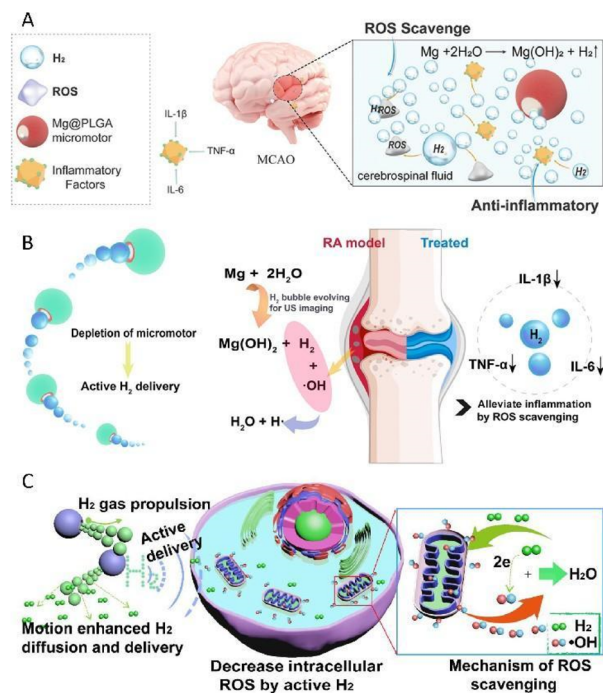 A
H₂
ROS
Mg@PLGA
micromotor
Inflammatory
Factors
IL-1β
TNF-α
IL-6
MCAO
ROS Scavenge
Mg +2H₂O → Mg(OH)₂ + H₂↑
H₂
ROS
ROS
H₂
H₂
cerebrospinal fluid
Anti-inflammatory
B
Depletion of micromotor
Active H₂ delivery
Mg + 2H₂O
H₂ bubble evolving
for US imaging
Mg(OH)₂ + H₂
+
·OH
H₂O + H·
RA model
Treated
IL-1β↓
H₂
TNF-α↓
IL-6↓
Alleviate inflammation
by ROS scavenging
C
H₂ gas propulsion
Active
delivery
Motion enhanced H₂
diffusion and delivery
Decrease intracellular
ROS by active H₂
2e
+
H₂O
H₂
·OH
Mechanism of ROS
scavenging